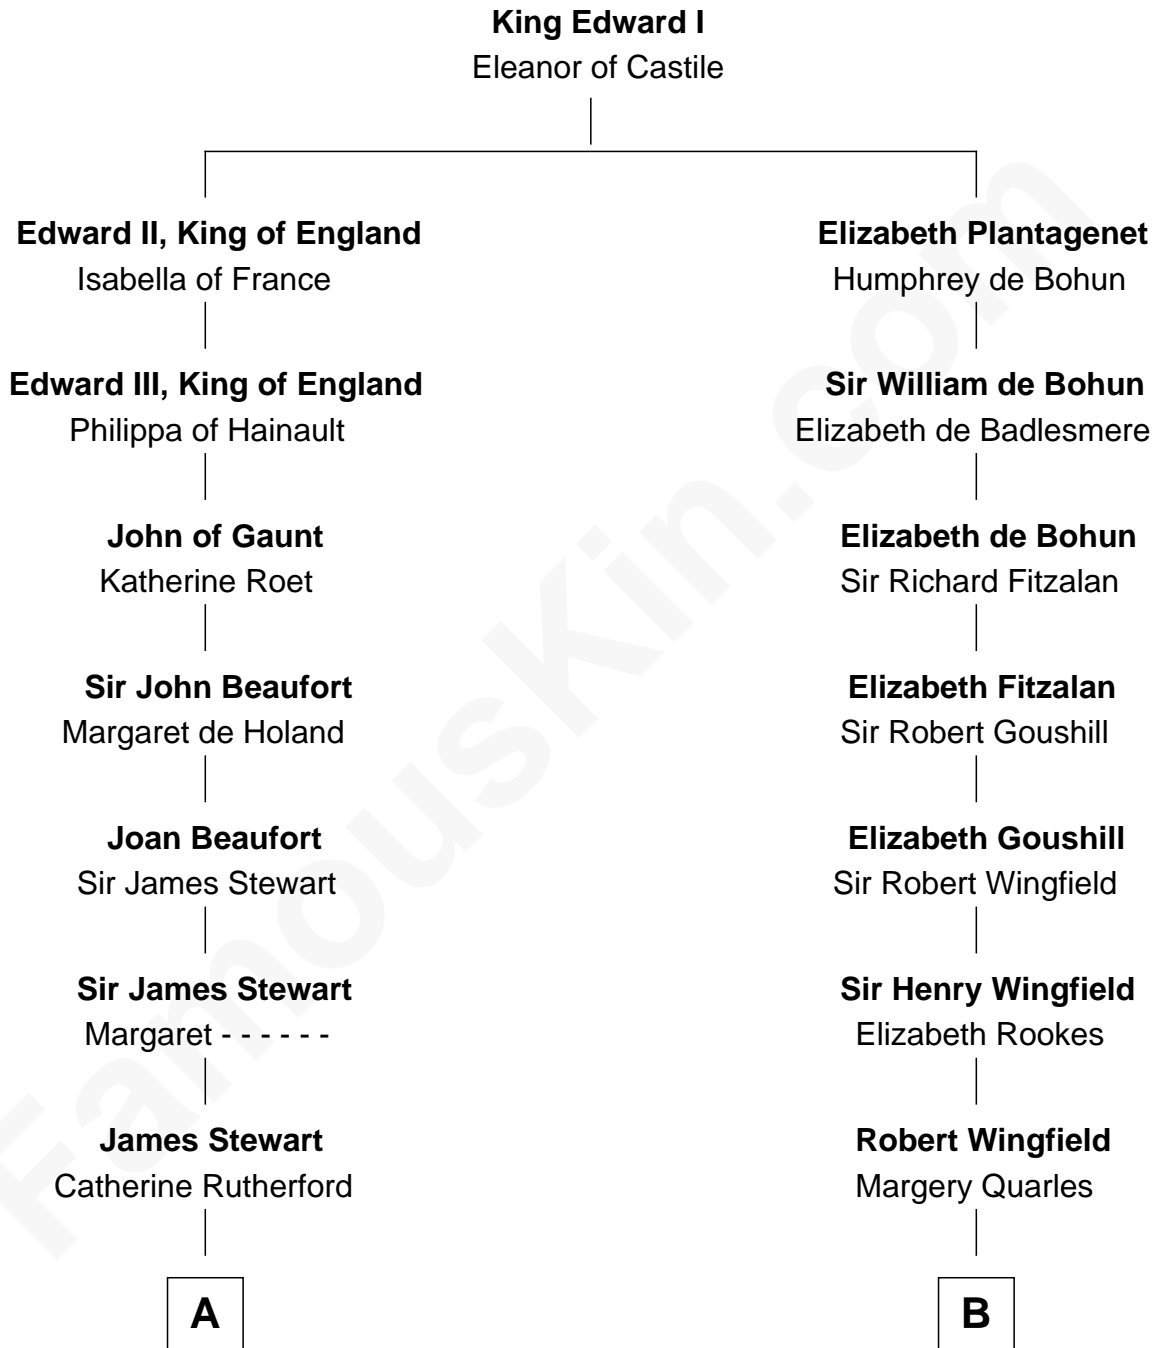 King Edward I
Eleanor of Castile
Edward II, King of England
Isabella of France
Elizabeth Plantagenet
Humphrey de Bohun
Edward III, King of England
Philippa of Hainault
Sir William de Bohun
Elizabeth de Badlesmere
John of Gaunt
Katherine Roet
Elizabeth de Bohun
Sir Richard Fitzalan
Sir John Beaufort
Margaret de Holand
Elizabeth Fitzalan
Sir Robert Goushill
Joan Beaufort
Sir James Stewart
Elizabeth Goushill
Sir Robert Wingfield
Sir James Stewart
Margaret - - - - - -
Sir Henry Wingfield
Elizabeth Rookes
James Stewart
Catherine Rutherford
Robert Wingfield
Margery Quarles
A
B
FamousKin.com